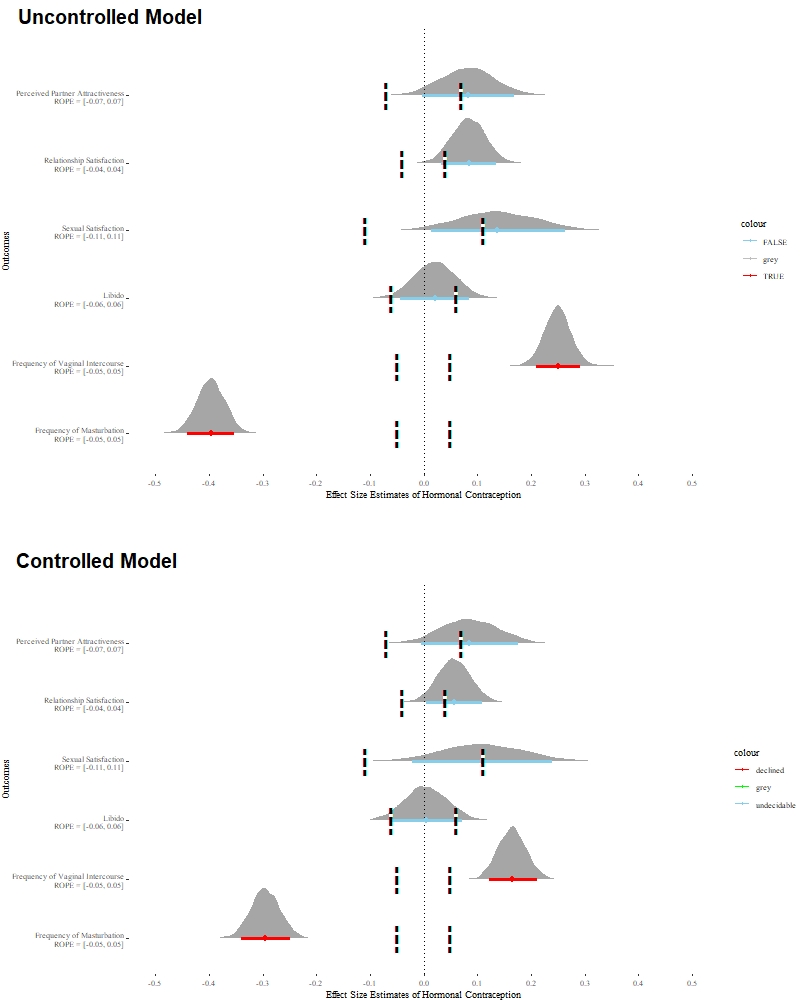 Uncontrolled Model
Perceived Partner Attractiveness
ROPE = [-0.07, 0.07]
Relationship Satisfaction
ROPE = [-0.04, 0.04]
Sexual Satisfaction
ROPE = [-0.11, 0.11]
Libido
ROPE = [-0.06, 0.06]
Frequency of Vaginal Intercourse
ROPE = [-0.05, 0.05]
Frequency of Masturbation
ROPE = [-0.05, 0.05]
Outcomes
-0.5 -0.4 -0.3 -0.2 -0.1 0.0 0.1 0.2 0.3 0.4 0.5
Effect Size Estimates of Hormonal Contraception
colour
FALSE
grey
TRUE
Controlled Model
Perceived Partner Attractiveness
ROPE = [-0.07, 0.07]
Relationship Satisfaction
ROPE = [-0.04, 0.04]
Sexual Satisfaction
ROPE = [-0.11, 0.11]
Libido
ROPE = [-0.06, 0.06]
Frequency of Vaginal Intercourse
ROPE = [-0.05, 0.05]
Frequency of Masturbation
ROPE = [-0.05, 0.05]
Outcomes
-0.5 -0.4 -0.3 -0.2 -0.1 0.0 0.1 0.2 0.3 0.4 0.5
Effect Size Estimates of Hormonal Contraception
colour
declined
grey
undecidable